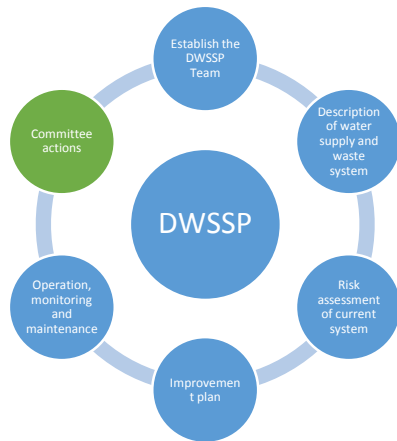 Establish the
DWSSP
Team
Description
of water
supply and
waste
system
Risk
assessment
of current
system
Improvemen
t plan
Operation,
monitoring
and
maintenance
Committee
actions
DWSSP